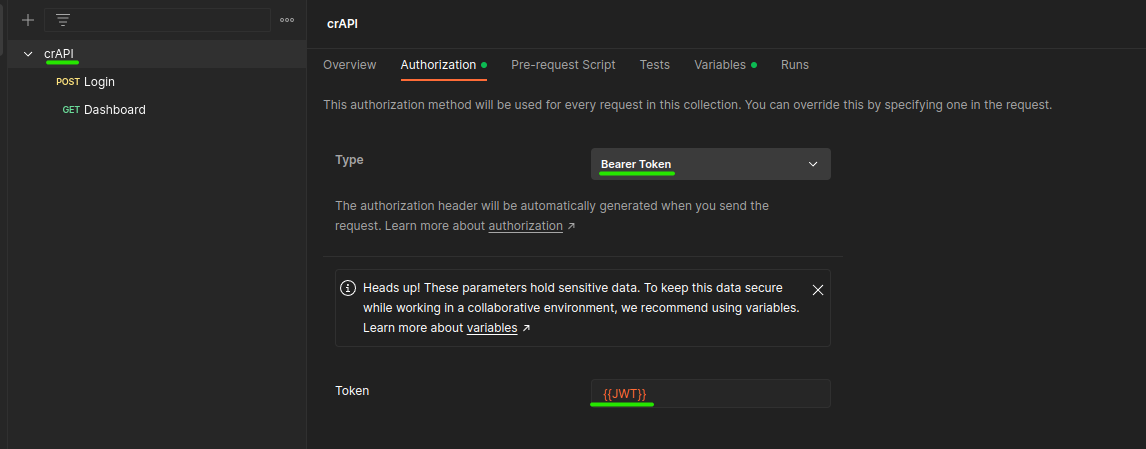 crAPI
POST Login
GET Dashboard
crAPI
Overview Authorization Pre-request Script Tests Variables Runs
This authorization method will be used for every request in this collection. You can override this by specifying one in the request.
Type
Bearer Token
The authorization header will be automatically generated when you send the
request. Learn more about authorization ↗
Heads up! These parameters hold sensitive data. To keep this data secure
while working in a collaborative environment, we recommend using variables.
Learn more about variables ↗
Token
{{JWT}}